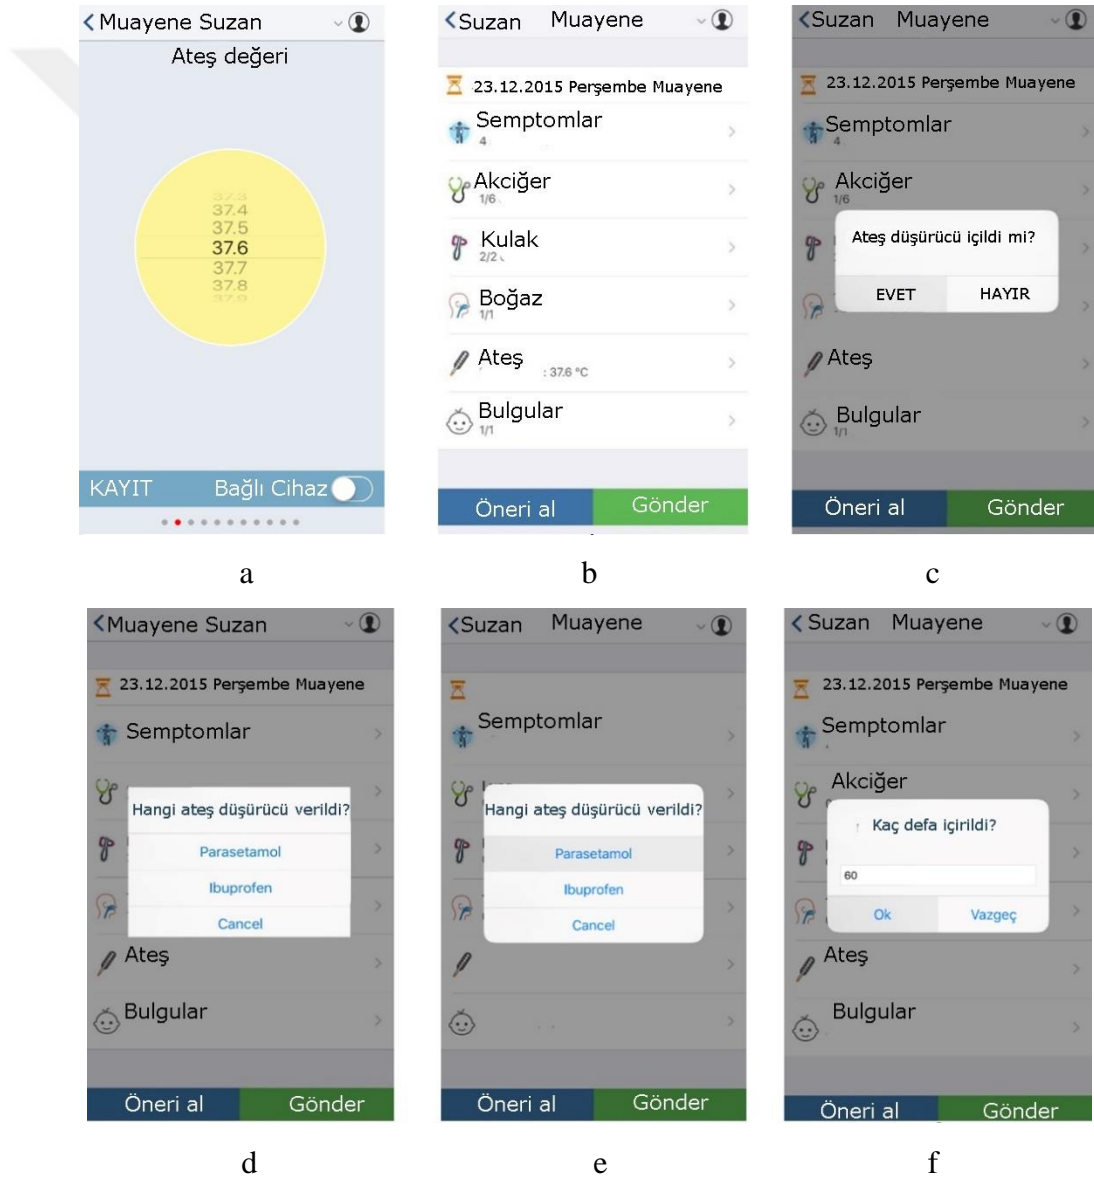 Muayene Suzan
Ateş değeri
37.3
37.4
37.5
37.6
37.7
37.8
37.9
KAYIT Bağlı Cihaz
a
Suzan Muayene
23.12.2015 Perşembe Muayene
Semptomlar
4
Akciğer
1/6
Kulak
2/2
Boğaz
1/1
Ateş
: 37.6 °C
Bulgular
1/1
Öneri al Gönder
b
Suzan Muayene
23.12.2015 Perşembe Muayene
Semptomlar
4
Akciğer
1/6
Ateş düşürücü içildi mi?
EVET HAYIR
Ateş
Bulgular
1/1
Öneri al Gönder
c
Muayene Suzan
23.12.2015 Perşembe Muayene
Semptomlar
Hangi ateş düşürücü verildi?
Parasetamol
Ibuprofen
Cancel
Ateş
Bulgular
Öneri al Gönder
d
Suzan Muayene
Semptomlar
Hangi ateş düşürücü verildi?
Parasetamol
Ibuprofen
Cancel
Öneri al Gönder
e
Suzan Muayene
23.12.2015 Perşembe Muayene
Semptomlar
Akciğer
Kaç defa içirildi?
60
Ok Vazgeç
Ateş
Bulgular
Öneri al Gönder
f